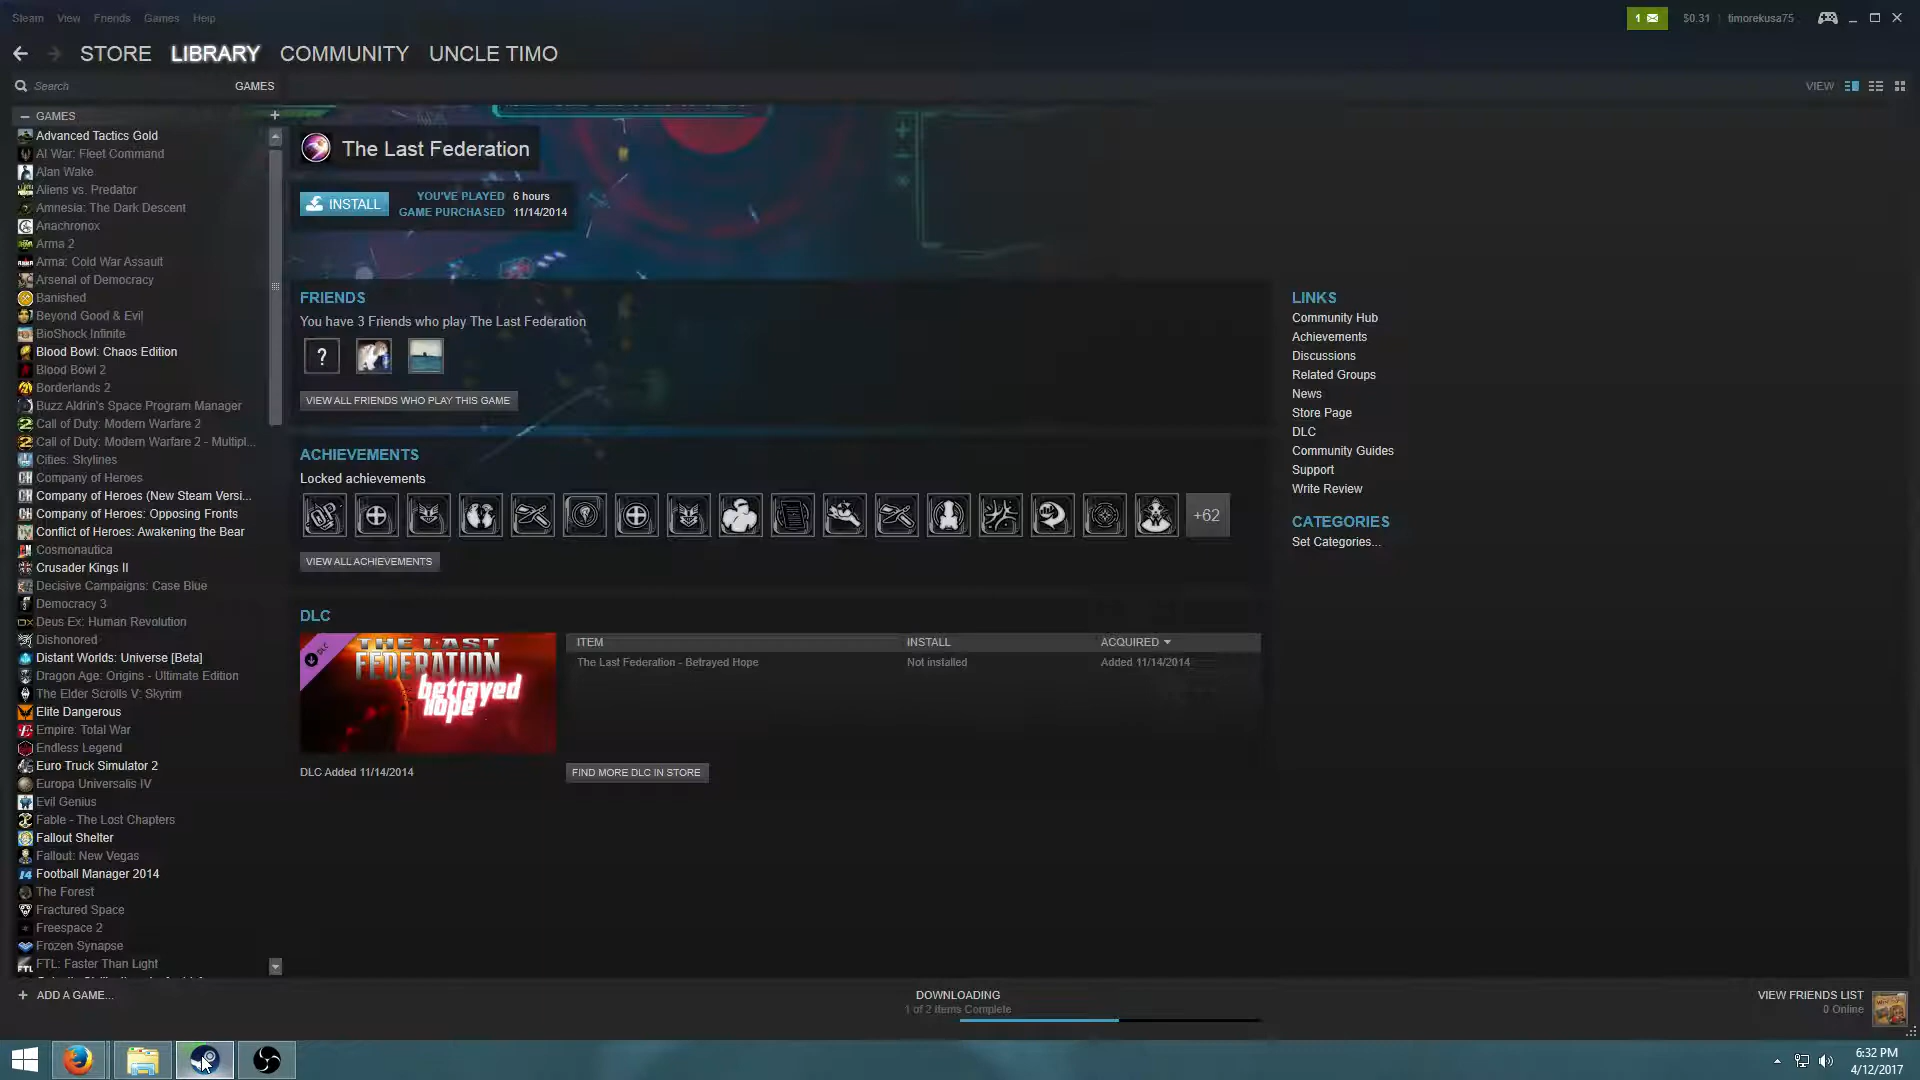 Steam View Friends Games Help
1 $0.31 timorekusa75
STORE LIBRARY COMMUNITY UNCLE TIMO
Search GAMES VIEW
GAMES
Advanced Tactics Gold
AI War: Fleet Command
Alan Wake
Aliens vs. Predator
Amnesia: The Dark Descent
Anachronox
Arma 2
Arma: Cold War Assault
Arsenal of Democracy
Banished
Beyond Good & Evil
BioShock Infinite
Blood Bowl: Chaos Edition
Blood Bowl 2
Borderlands 2
Buzz Aldrin's Space Program Manager
Call of Duty: Modern Warfare 2
Call of Duty: Modern Warfare 2 - Multipl...
Cities: Skylines
Company of Heroes
Company of Heroes (New Steam Versi...
Company of Heroes: Opposing Fronts
Conflict of Heroes: Awakening the Bear
Cosmonautica
Crusader Kings II
Decisive Campaigns: Case Blue
Democracy 3
Deus Ex: Human Revolution
Dishonored
Distant Worlds: Universe [Beta]
Dragon Age: Origins - Ultimate Edition
The Elder Scrolls V: Skyrim
Elite Dangerous
Empire: Total War
Endless Legend
Euro Truck Simulator 2
Europa Universalis IV
Evil Genius
Fable - The Lost Chapters
Fallout Shelter
Fallout: New Vegas
Football Manager 2014
The Forest
Fractured Space
Freespace 2
Frozen Synapse
FTL: Faster Than Light
+ ADD A GAME...
The Last Federation
INSTALL
YOU'VE PLAYED 6 hours
GAME PURCHASED 11/14/2014
FRIENDS
You have 3 Friends who play The Last Federation
?
VIEW ALL FRIENDS WHO PLAY THIS GAME
ACHIEVEMENTS
Locked achievements
+62
VIEW ALL ACHIEVEMENTS
DLC
DLC
THE LAST
FEDERATION
betrayed
hope
DLC Added 11/14/2014
ITEM INSTALL ACQUIRED
The Last Federation - Betrayed Hope Not installed Added 11/14/2014
FIND MORE DLC IN STORE
LINKS
Community Hub
Achievements
Discussions
Related Groups
News
Store Page
DLC
Community Guides
Support
Write Review
CATEGORIES
Set Categories...
DOWNLOADING
1 of 2 Items Complete
VIEW FRIENDS LIST
0 Online
6:32 PM
4/12/2017